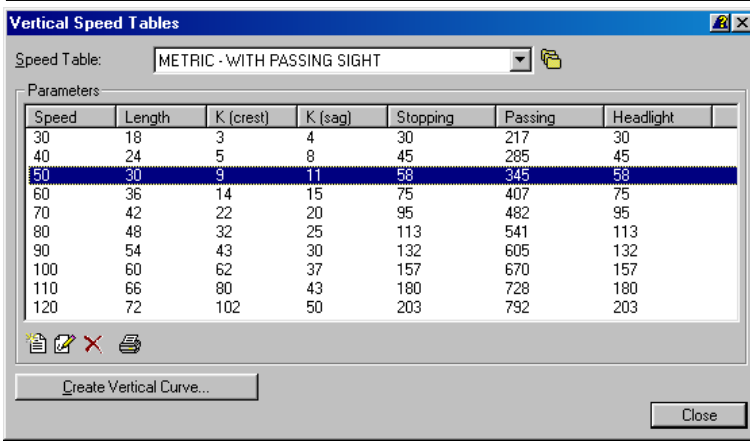 Vertical Speed Tables
Speed Table: METRIC - WITH PASSING SIGHT
Parameters
Speed Length K (crest) K (sag) Stopping Passing Headlight
30 18 3 4 30 217 30
40 24 5 8 45 285 45
50 30 9 11 58 345 58
60 36 14 15 75 407 75
70 42 22 20 95 482 95
80 48 32 25 113 541 113
90 54 43 30 132 605 132
100 60 62 37 157 670 157
110 66 80 43 180 728 180
120 72 102 50 203 792 203
Create Vertical Curve...
Close